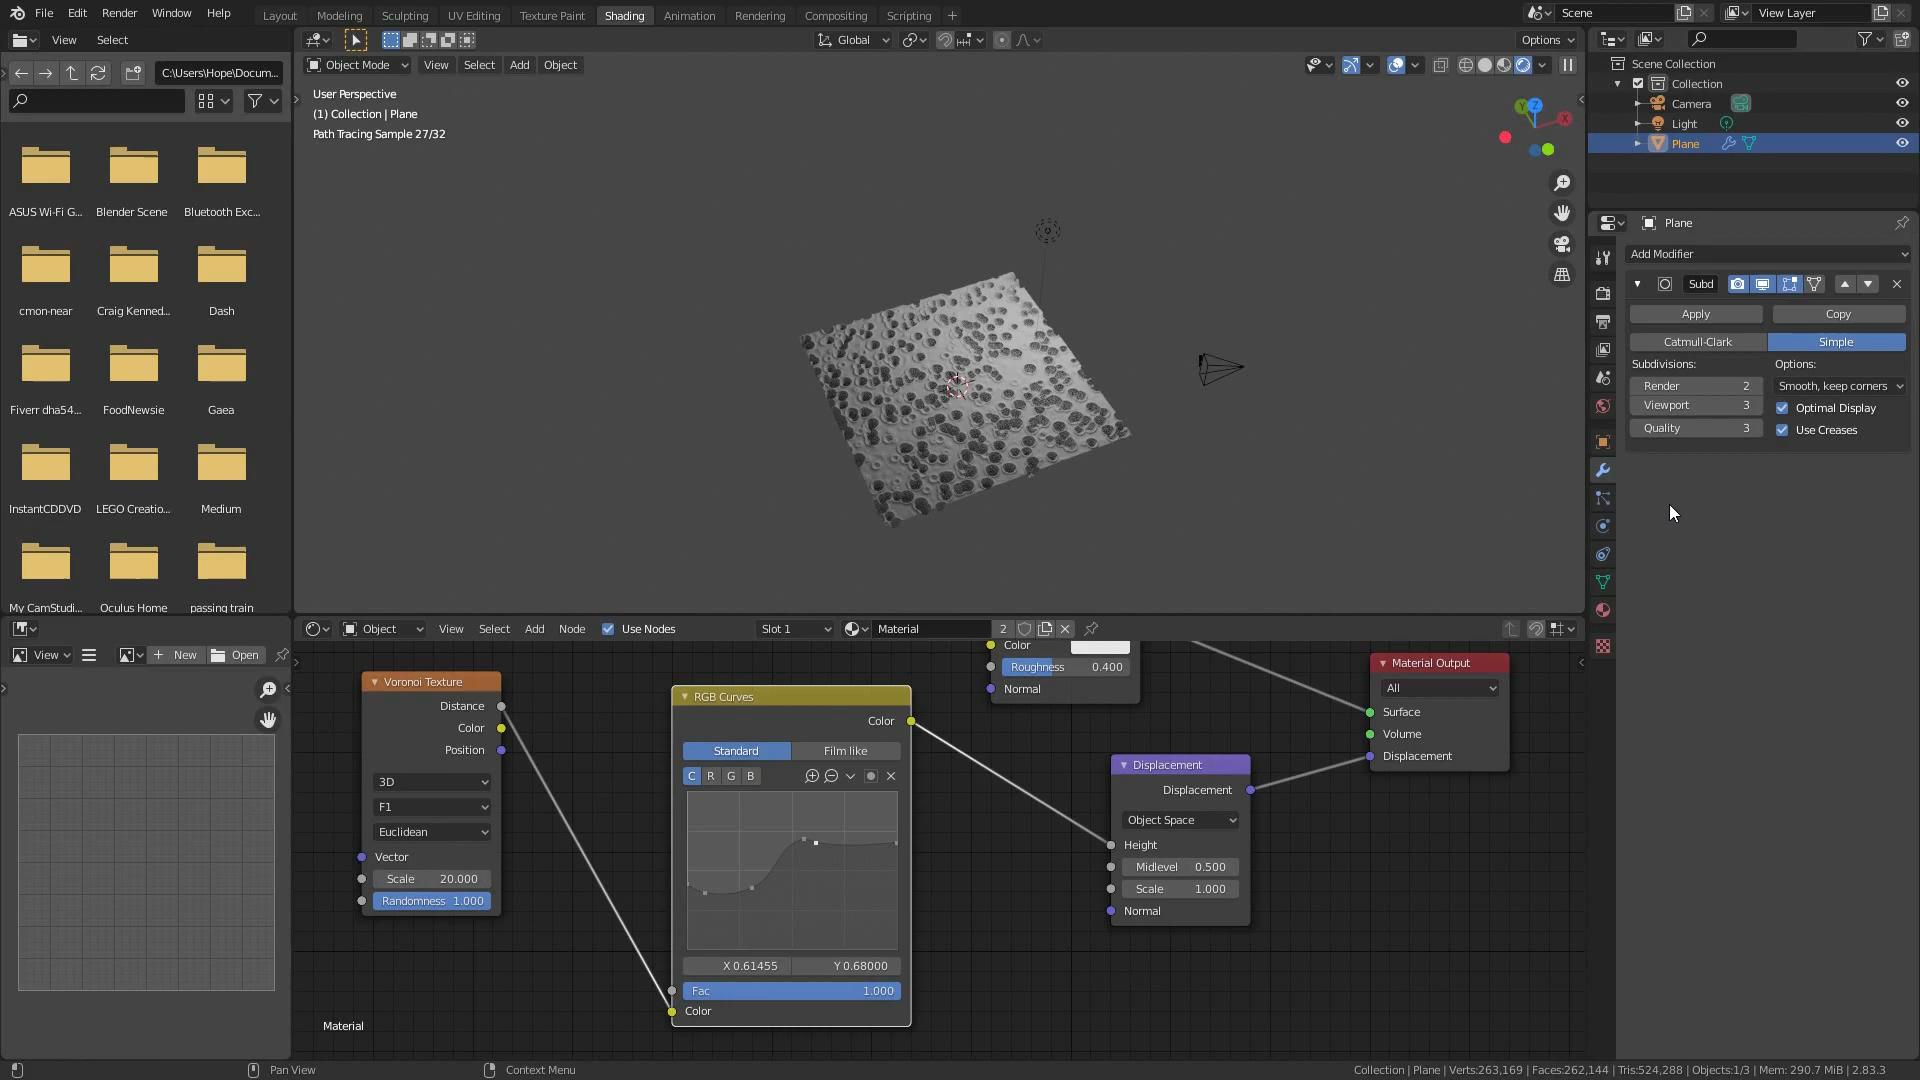 File Edit Render Window Help
Layout Modeling Sculpting UV Editing Texture Paint Shading Animation Rendering Compositing Scripting +
Scene
View Layer
View Select
Global
Options
C:\Users\Hope\Docum...
Object Mode View Select Add Object
User Perspective
(1) Collection | Plane
Path Tracing Sample 27/32
Y Z X
ASUS Wi-Fi G... Blender Scene Bluetooth Exc...
cmon-near Craig Kenned... Dash
Fiverr dha54... FoodNewsie Gaea
InstantCDDVD LEGO Creatio... Medium
My CamStudi... Oculus Home passing train
Scene Collection
Collection
Camera
Light
Plane
Plane
Add Modifier
Subd
Apply Copy
Catmull-Clark Simple
Subdivisions: Options:
Render 2 Smooth, keep corners
Viewport 3 Optimal Display
Quality 3 Use Creases
View New Open
Object View Select Add Node Use Nodes Slot 1 Material 2
Voronoi Texture
Distance
Color
Position
3D
F1
Euclidean
Vector
Scale 20.000
Randomness 1.000
RGB Curves
Color
Standard Film like
C R G B
X 0.61455 Y 0.68000
Fac 1.000
Color
Color
Roughness 0.400
Normal
Displacement
Displacement
Object Space
Height
Midlevel 0.500
Scale 1.000
Normal
Material Output
All
Surface
Volume
Displacement
Material
Pan View
Context Menu
Collection | Plane | Verts:263,169 | Faces:262,144 | Tris:524,288 | Objects:1/3 | Mem: 290.7 MiB | 2.83.3